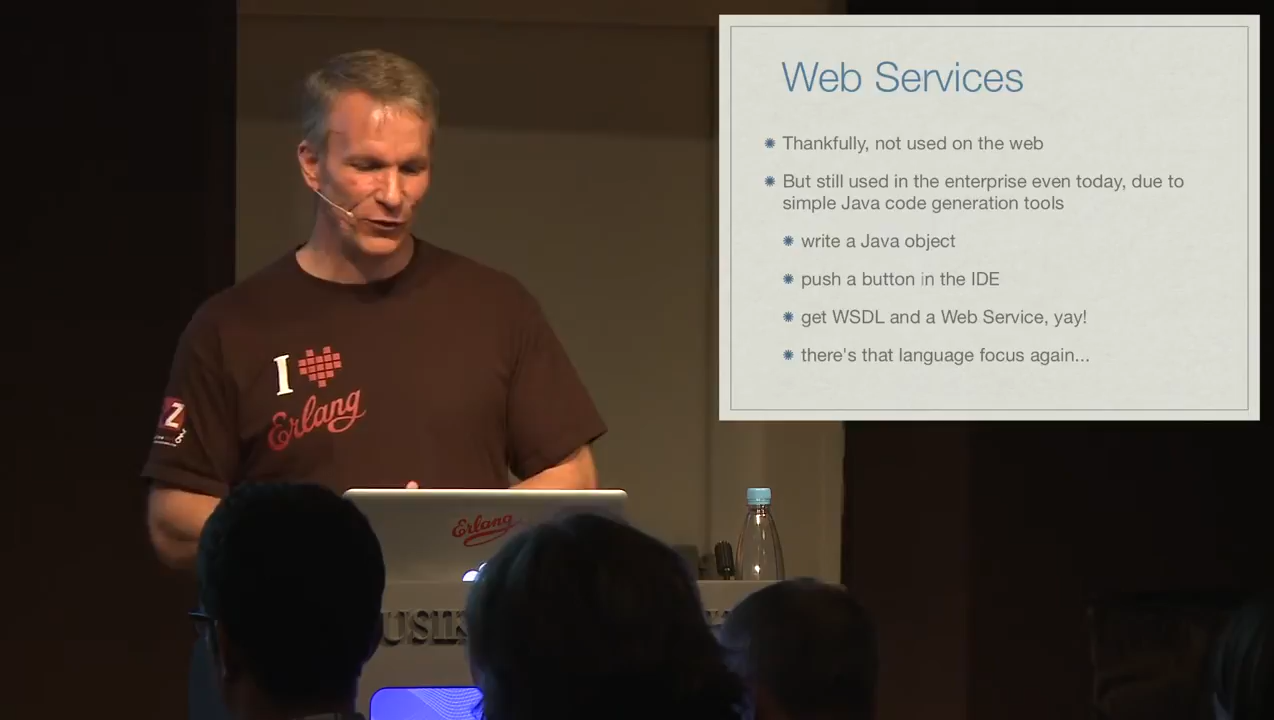 Web Services
Thankfully, not used on the web
But still used in the enterprise even today, due to
simple Java code generation tools
write a Java object
push a button in the IDE
get WSDL and a Web Service, yay!
there's that language focus again...
I
Erlang
Z
Erlang
USIK